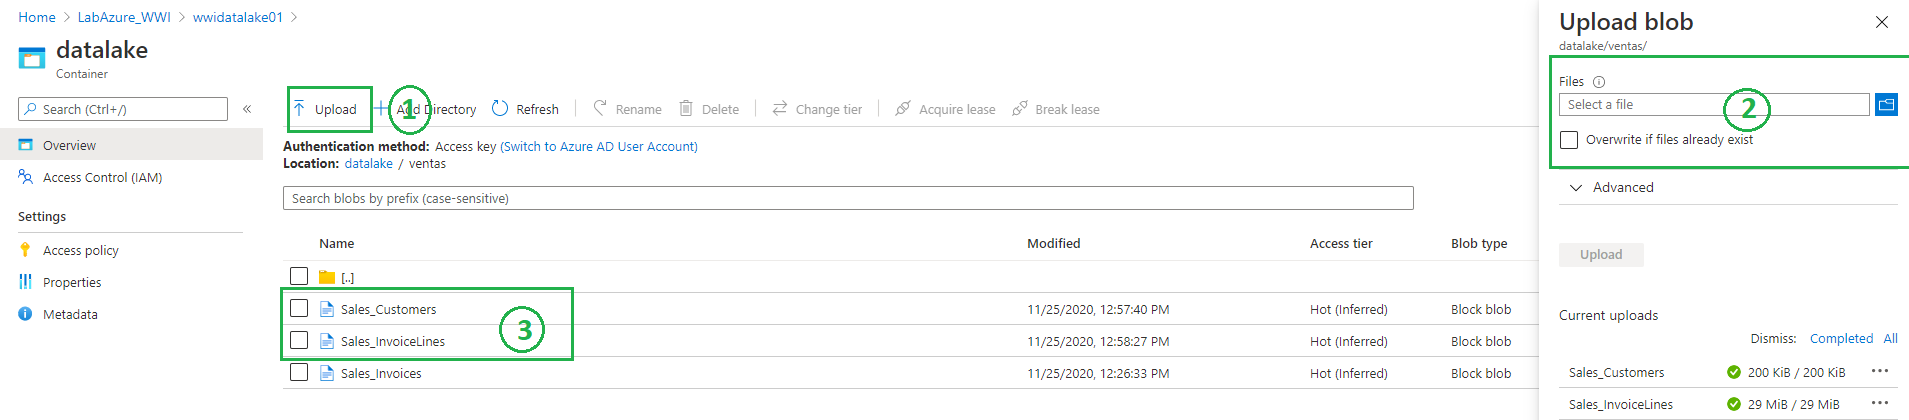 Home > LabAzure_WWI > wwidatalake01 >
datalake
Container
Search (Ctrl+/)
«
Overview
Access Control (IAM)
Settings
Access policy
Properties
Metadata
Upload
1
Add Directory
Refresh
Rename
Delete
Change tier
Acquire lease
Break lease
Authentication method: Access key (Switch to Azure AD User Account)
Location: datalake / ventas
Search blobs by prefix (case-sensitive)
Name Modified Access tier Blob type
[..]
Sales_Customers 11/25/2020, 12:57:40 PM Hot (Inferred) Block blob
3
Sales_InvoiceLines 11/25/2020, 12:58:27 PM Hot (Inferred) Block blob
Sales_Invoices 11/25/2020, 12:26:33 PM Hot (Inferred) Block blob
Upload blob
datalake/ventas/
Files
Select a file
2
Overwrite if files already exist
Advanced
Upload
Current uploads
Dismiss: Completed All
Sales_Customers 200 KiB / 200 KiB
Sales_InvoiceLines 29 MiB / 29 MiB